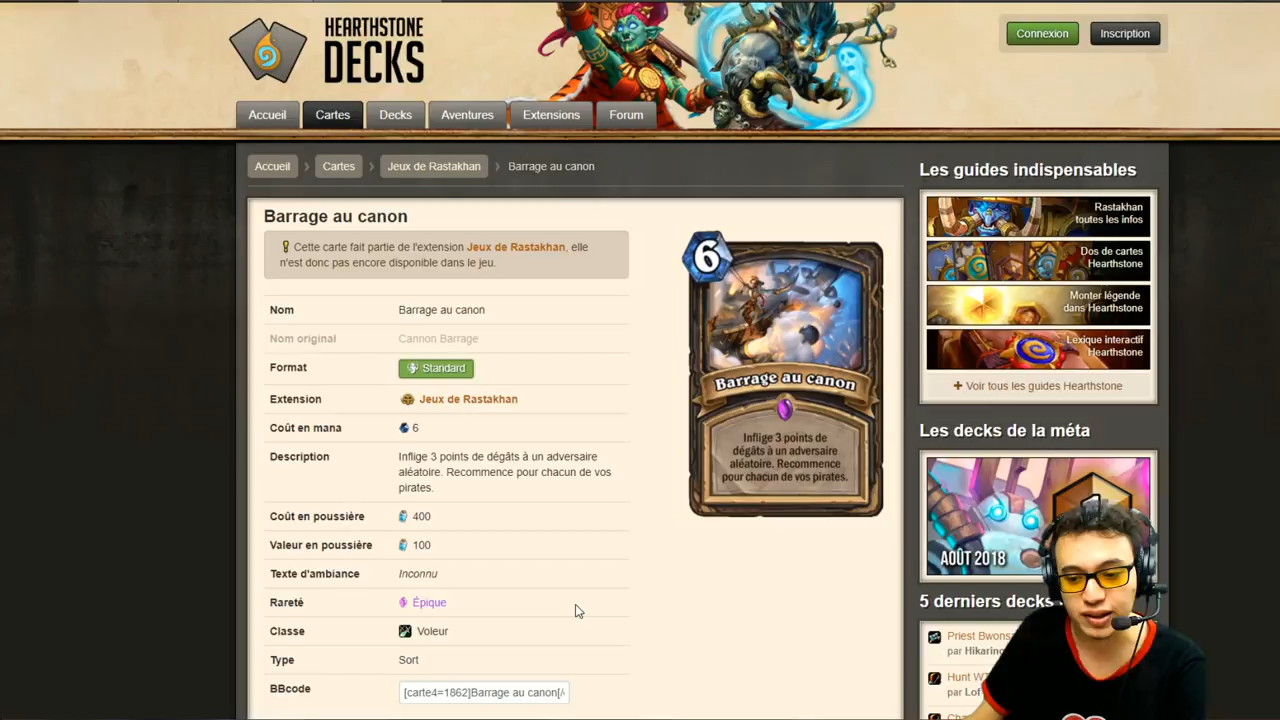 HEARTHSTONE
DECKS
Connexion
Inscription
Accueil
Cartes
Decks
Aventures
Extensions
Forum
Accueil
Cartes
Jeux de Rastakhan
Barrage au canon
Barrage au canon
Cette carte fait partie de l'extension Jeux de Rastakhan, elle
n'est donc pas encore disponible dans le jeu.
Nom Barrage au canon
Nom original Cannon Barrage
Format Standard
Extension Jeux de Rastakhan
Coût en mana 6
Description Inflige 3 points de dégâts à un adversaire
aléatoire. Recommence pour chacun de vos
pirates.
Coût en poussière 400
Valeur en poussière 100
Texte d'ambiance Inconnu
Rareté Épique
Classe Voleur
Type Sort
BBcode [carte4=1862]Barrage au canon[/
6
Barrage au canon
Inflige 3 points de
dégâts à un adversaire
aléatoire. Recommence
pour chacun de vos pirates.
Les guides indispensables
Rastakhan
toutes les infos
Dos de cartes
Hearthstone
Monter légende
dans Hearthstone
Lexique interactif
Hearthstone
+ Voir tous les guides Hearthstone
Les decks de la méta
AOÛT 2018
5 derniers decks
Priest Bwonsa
par Hikarin
Hunt WT
par Lof